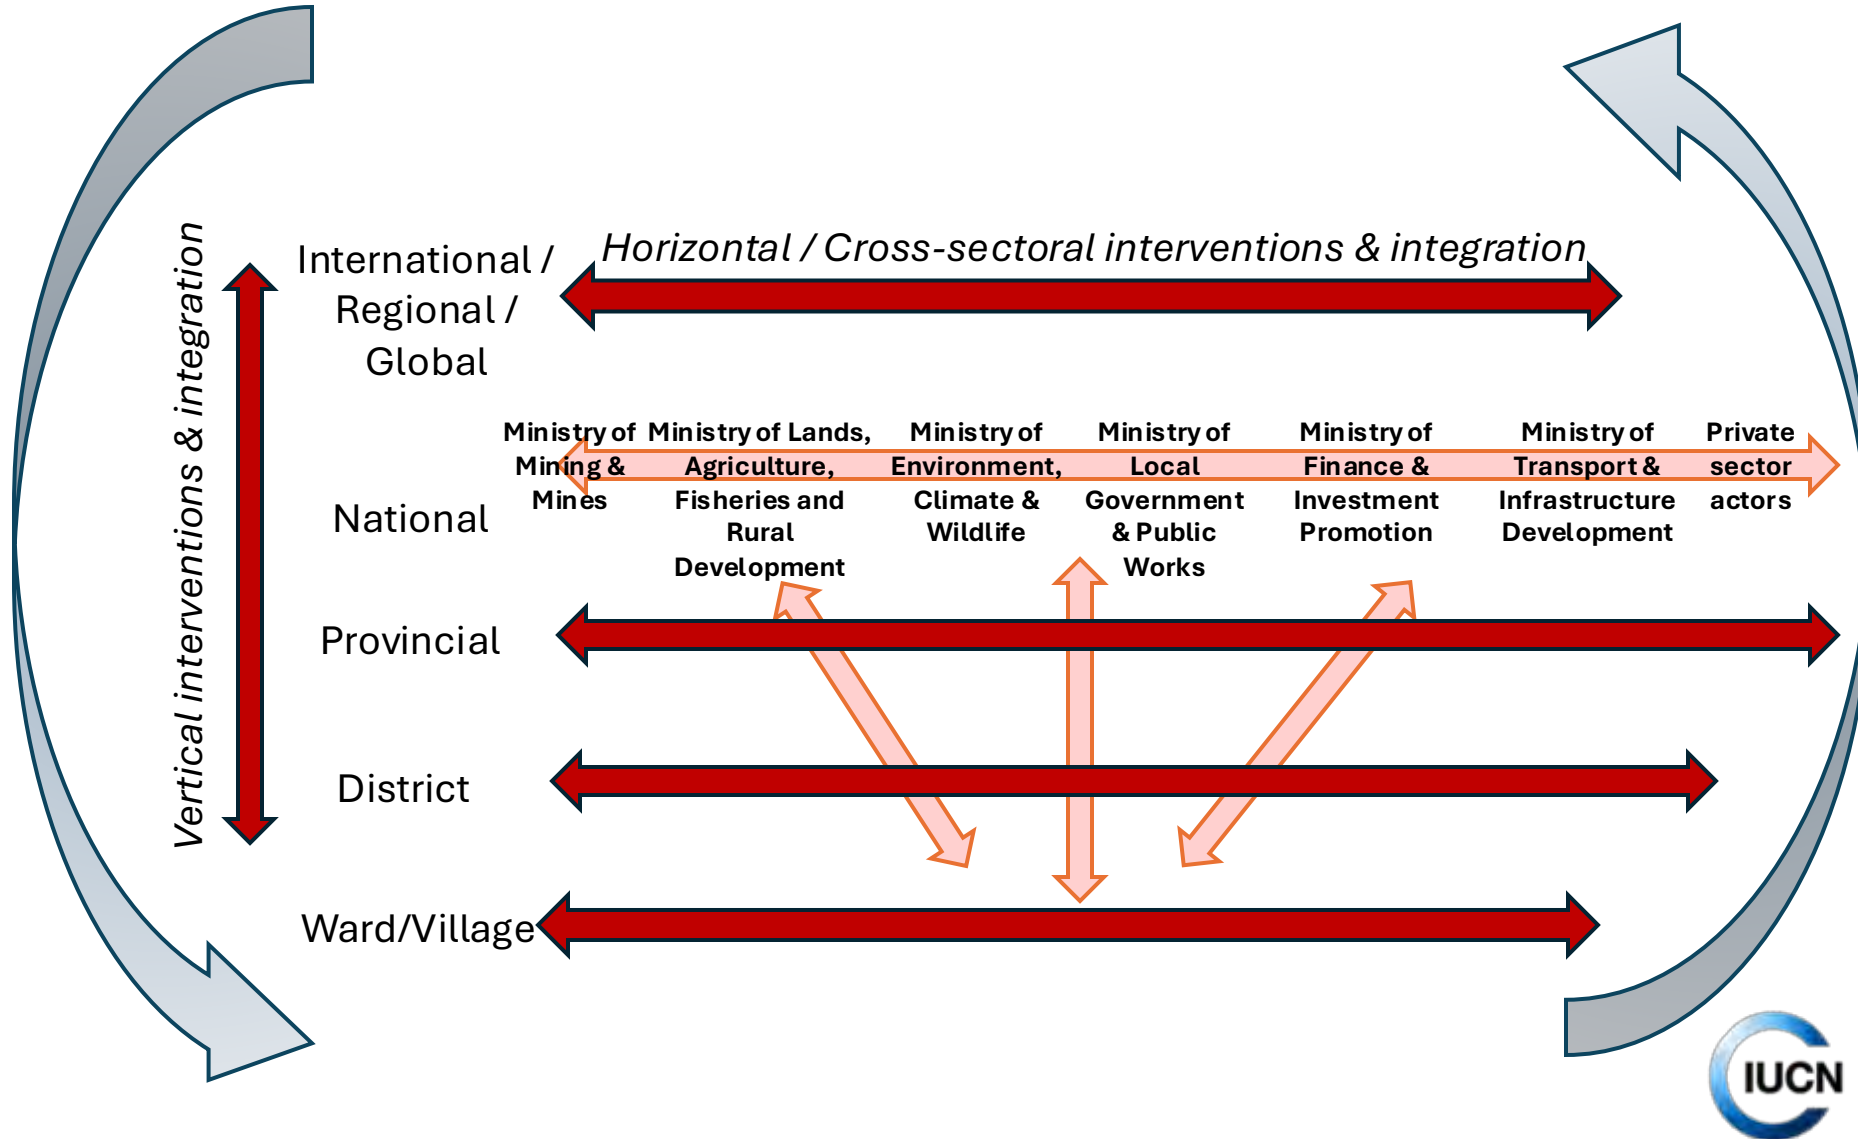 Vertical interventions & integration
International /
Regional /
Global
Horizontal / Cross-sectoral interventions & integration
National
Ministry of
Mining &
Mines
Ministry of Lands,
Agriculture,
Fisheries and
Rural
Development
Ministry of
Environment,
Climate &
Wildlife
Ministry of
Local
Government
& Public
Works
Ministry of
Finance &
Investment
Promotion
Ministry of
Transport &
Infrastructure
Development
Private
sector
actors
Provincial
District
Ward/Village
IUCN